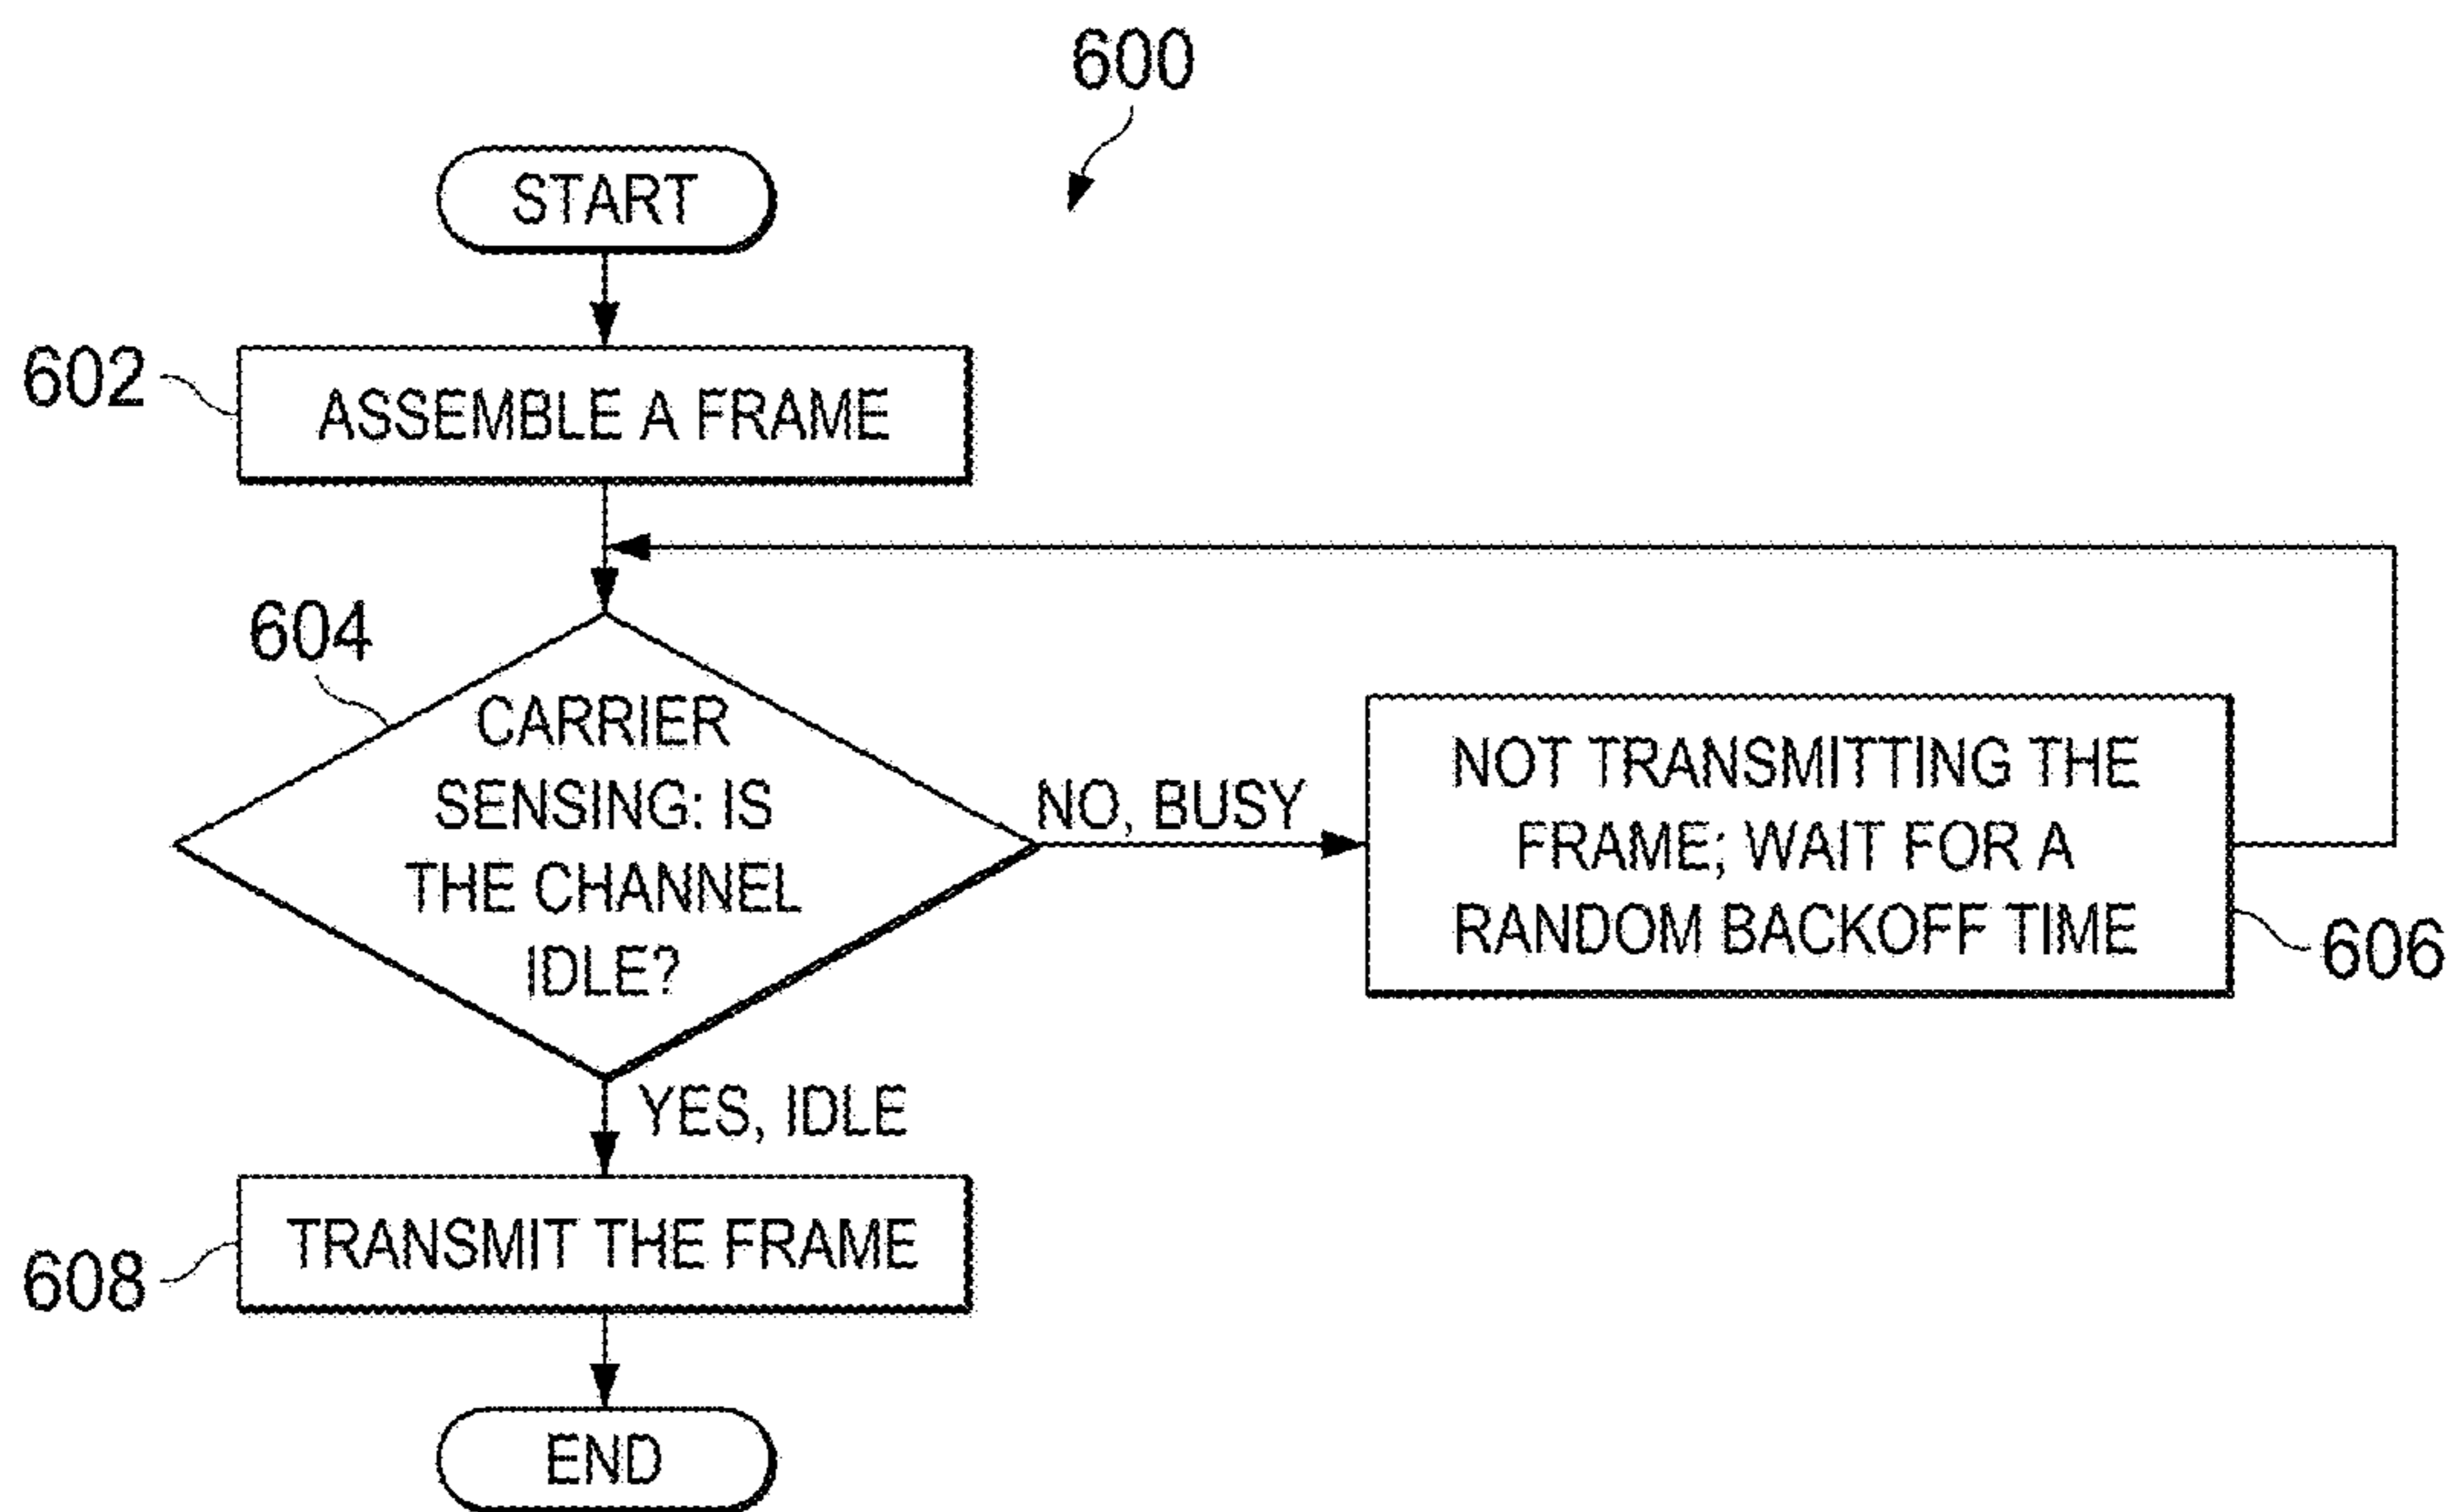 600
START
602
ASSEMBLE A FRAME
604
CARRIER
SENSING: IS
THE CHANNEL
IDLE?
NO, BUSY
NOT TRANSMITTING THE
FRAME; WAIT FOR A
RANDOM BACKOFF TIME
606
YES, IDLE
TRANSMIT THE FRAME
608
END